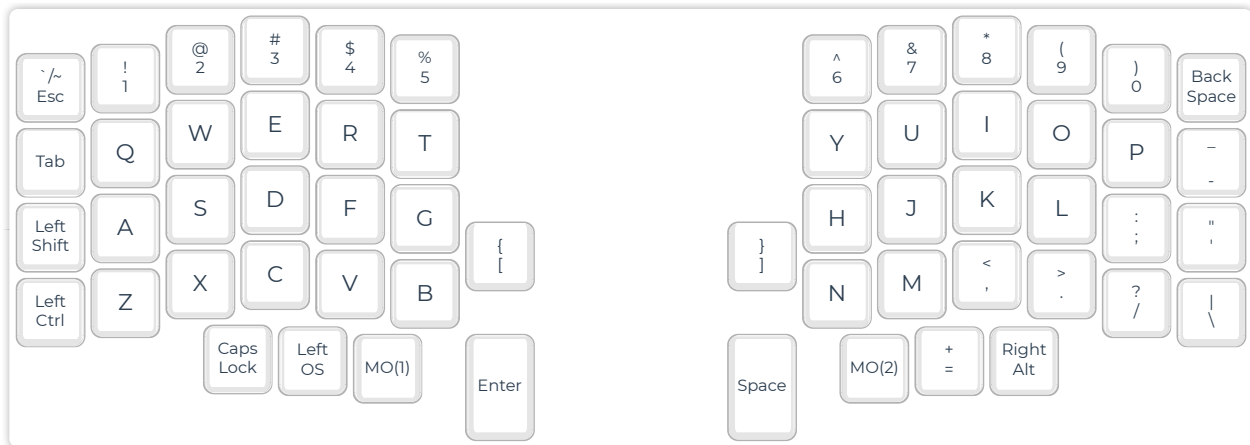 `/~
Esc
!
1
@
2
#
3
$
4
%
5
^
6
&
7
*
8
(
9
)
0
Back
Space
Tab
Q
W
E
R
T
Y
U
I
O
P
_
-
Left
Shift
A
S
D
F
G
{
[
}
]
H
J
K
L
:
;
"
'
Left
Ctrl
Z
X
C
V
B
N
M
<
,
>
.
?
/
|
\
Caps
Lock
Left
OS
MO(1)
Enter
Space
MO(2)
+
=
Right
Alt